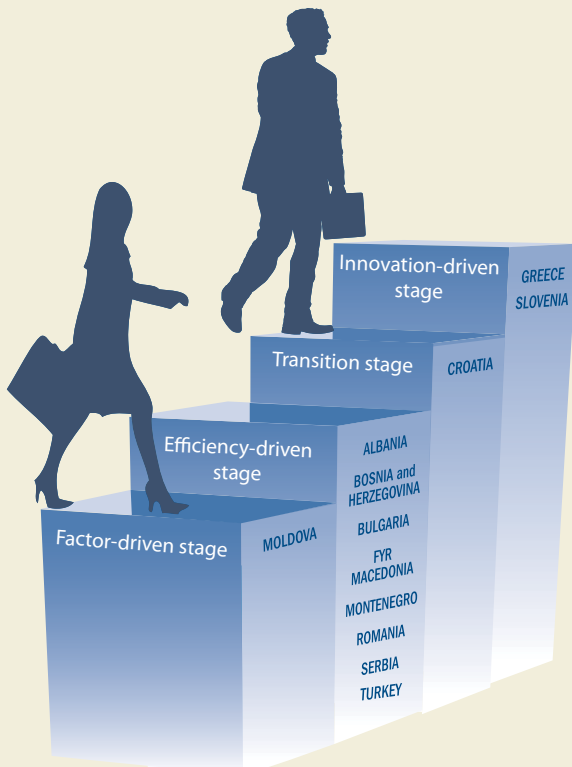 Innovation-driven
stage
GREECE
SLOVENIA
Transition stage
CROATIA
Efficiency-driven
stage
ALBANIA
BOSNIA and
HERZEGOVINA
BULGARIA
FYR
MACEDONIA
MONTENEGRO
ROMANIA
SERBIA
TURKEY
Factor-driven stage
MOLDOVA